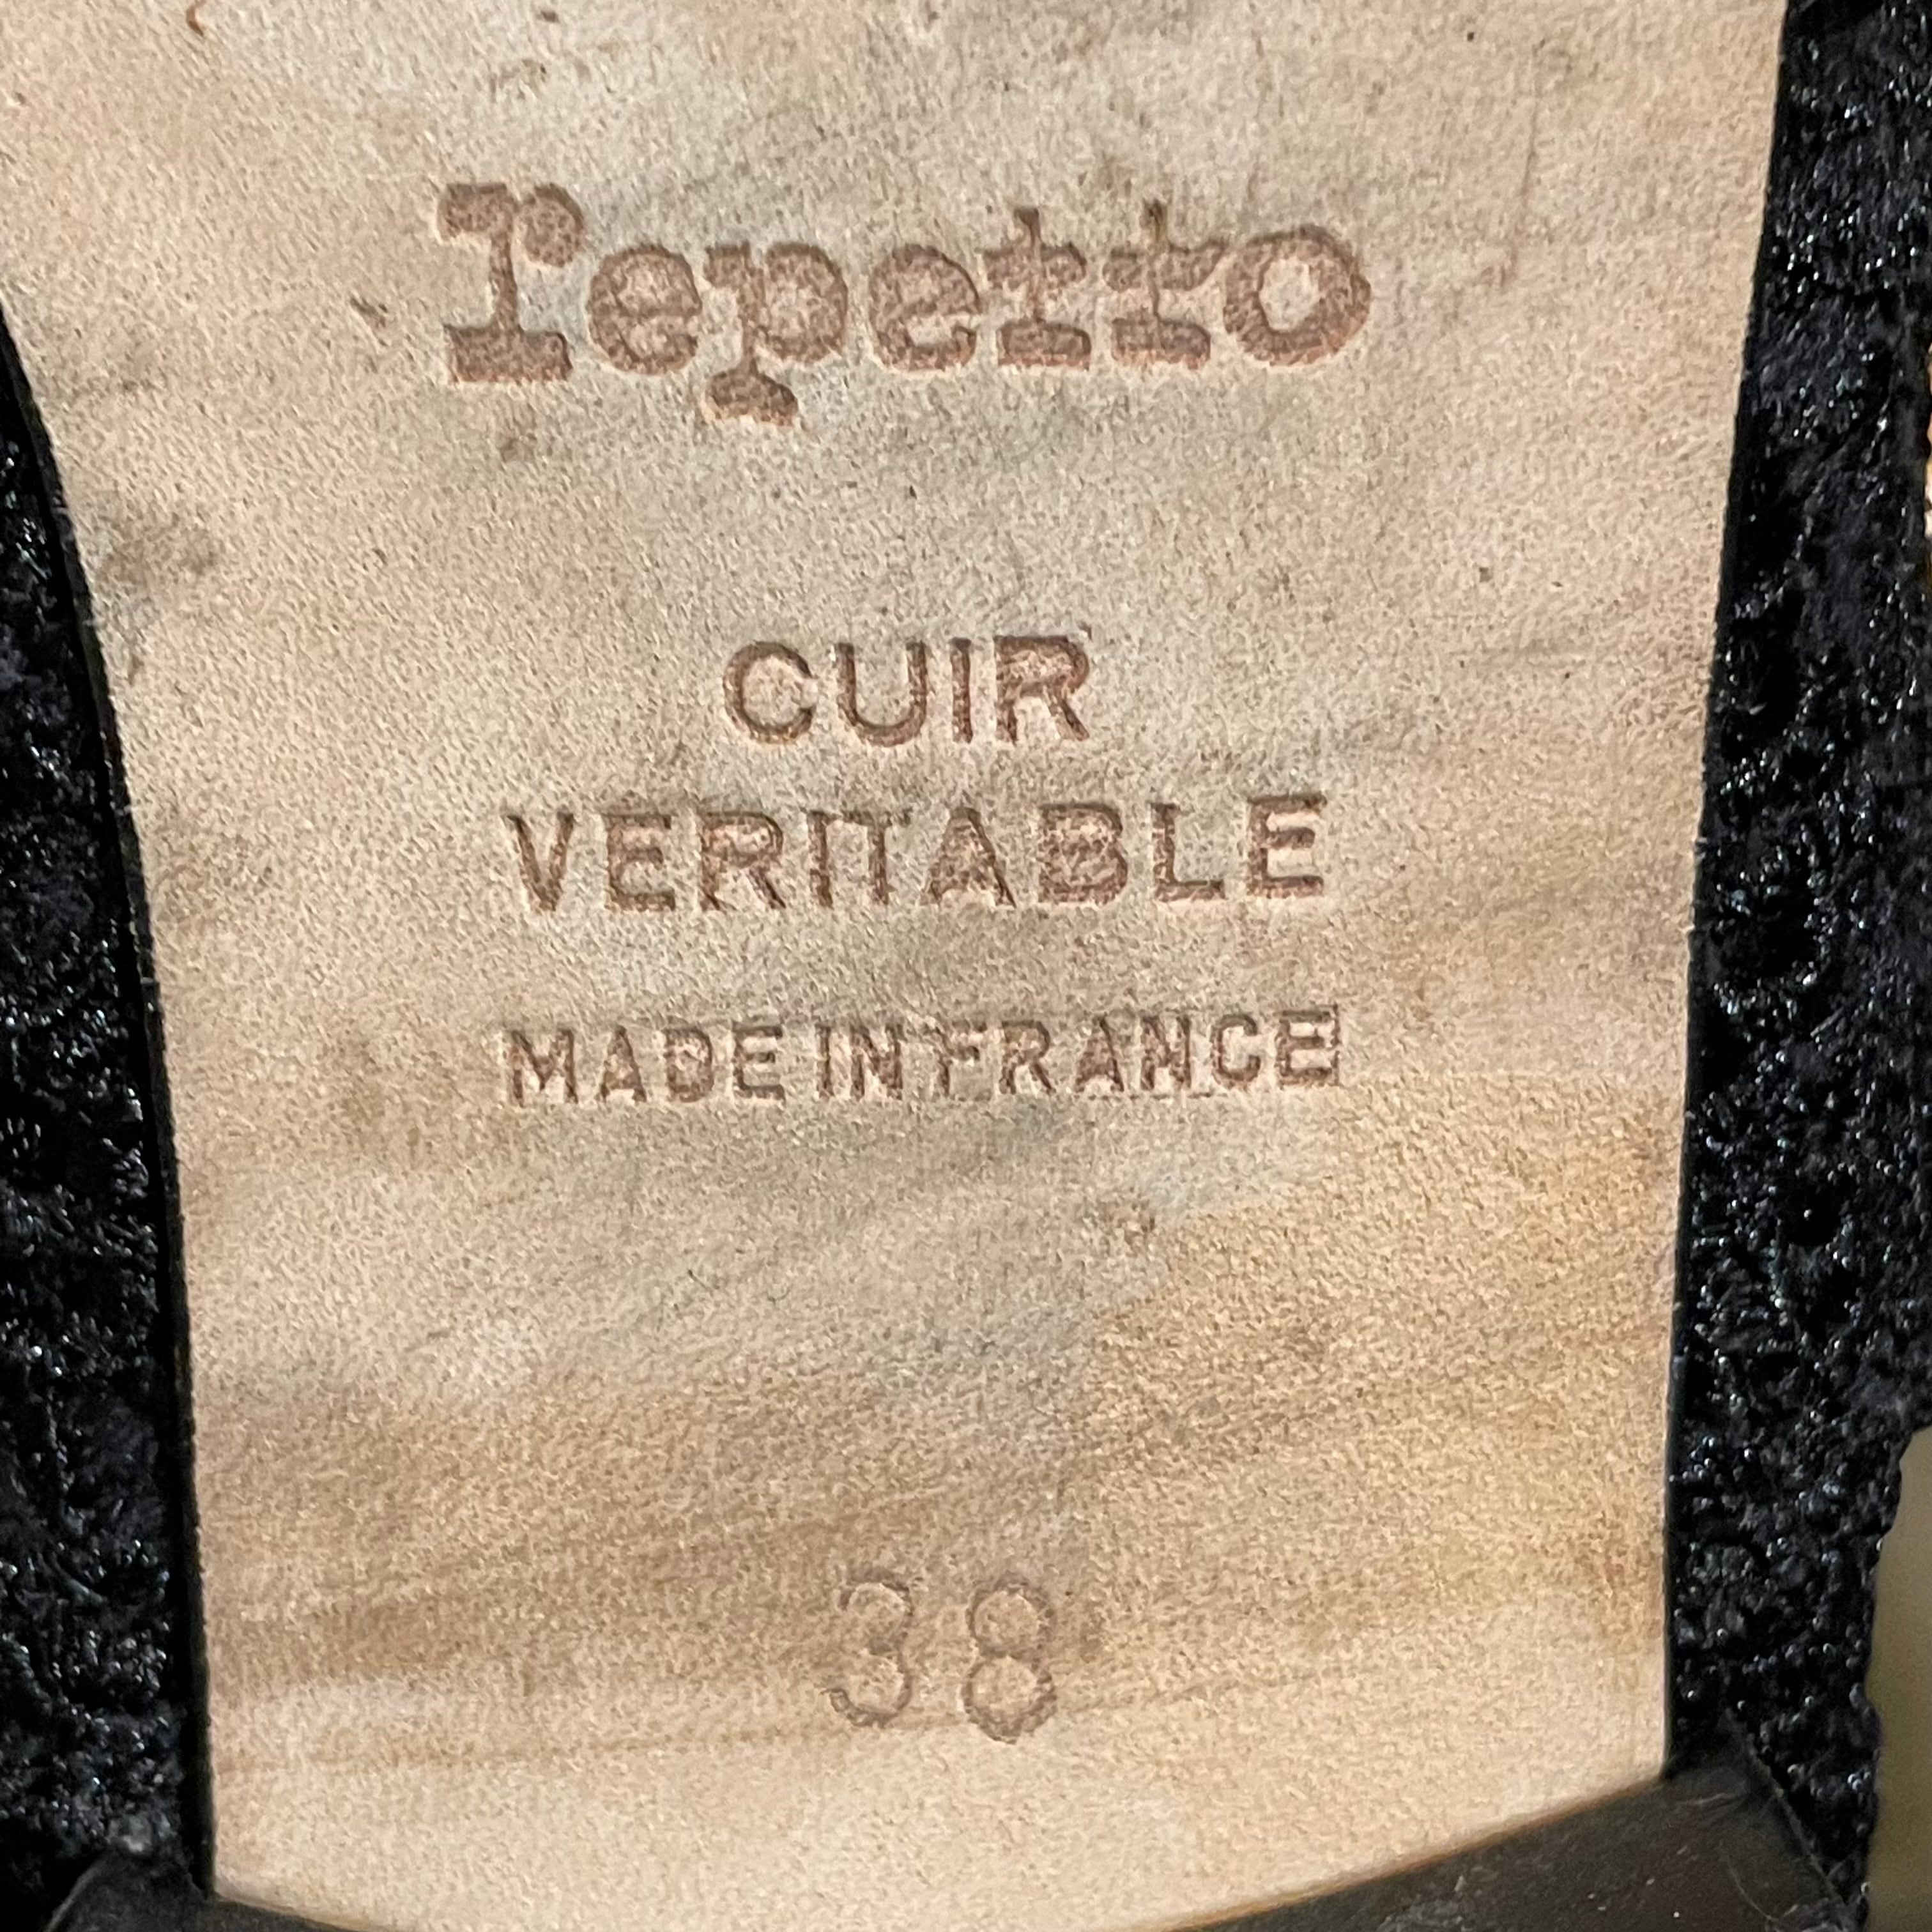 repetto
CUIR
VERITABLE
MADE IN FRANCE
38